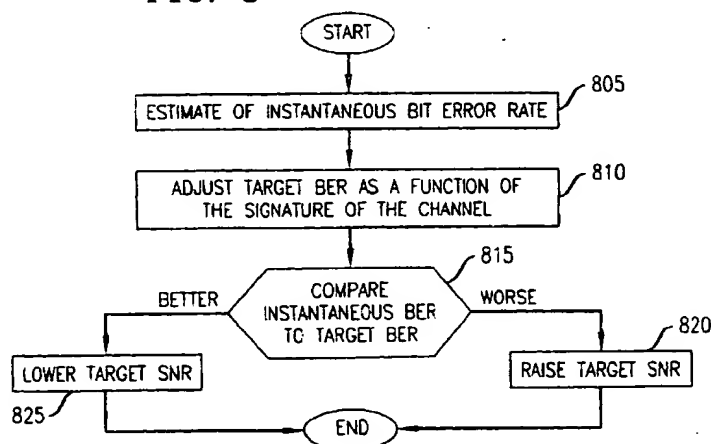 START
805
ESTIMATE OF INSTANTANEOUS BIT ERROR RATE
810
ADJUST TARGET BER AS A FUNCTION OF
THE SIGNATURE OF THE CHANNEL
815
BETTER
COMPARE
INSTANTANEOUS BER
TO TARGET BER
WORSE
820
LOWER TARGET SNR
RAISE TARGET SNR
825
END